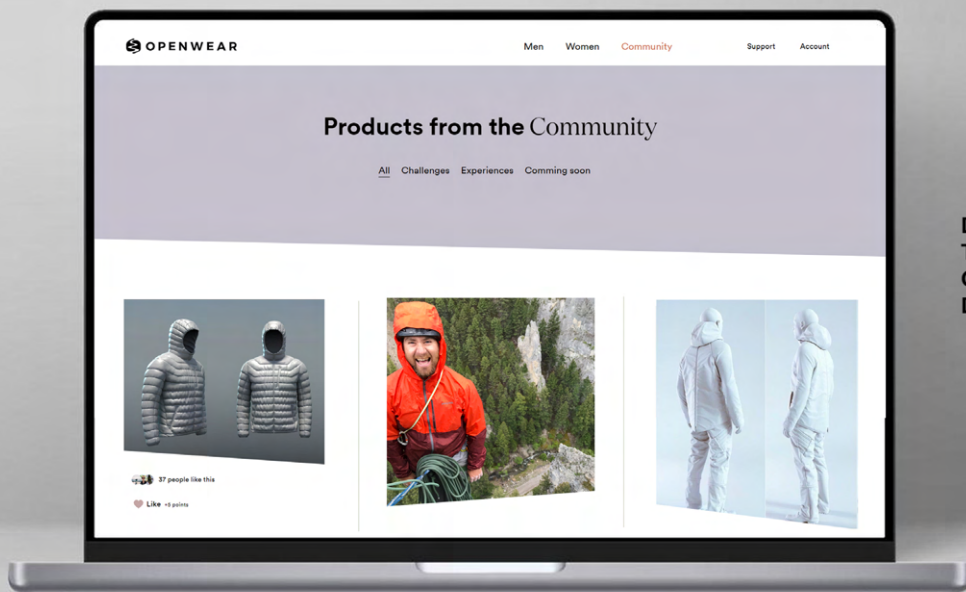 OPENWEAR
Men Women Community Support Account
Products from the Community
All Challenges Experiences Comming soon
37 people like this
Like +5 points